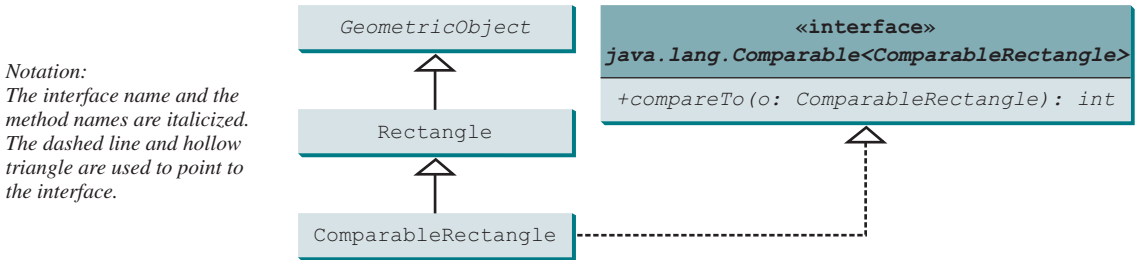 Notation:
The interface name and the
method names are italicized.
The dashed line and hollow
triangle are used to point to
the interface.
GeometricObject
Rectangle
ComparableRectangle
«interface»
java.lang.Comparable<ComparableRectangle>
+compareTo(o: ComparableRectangle): int